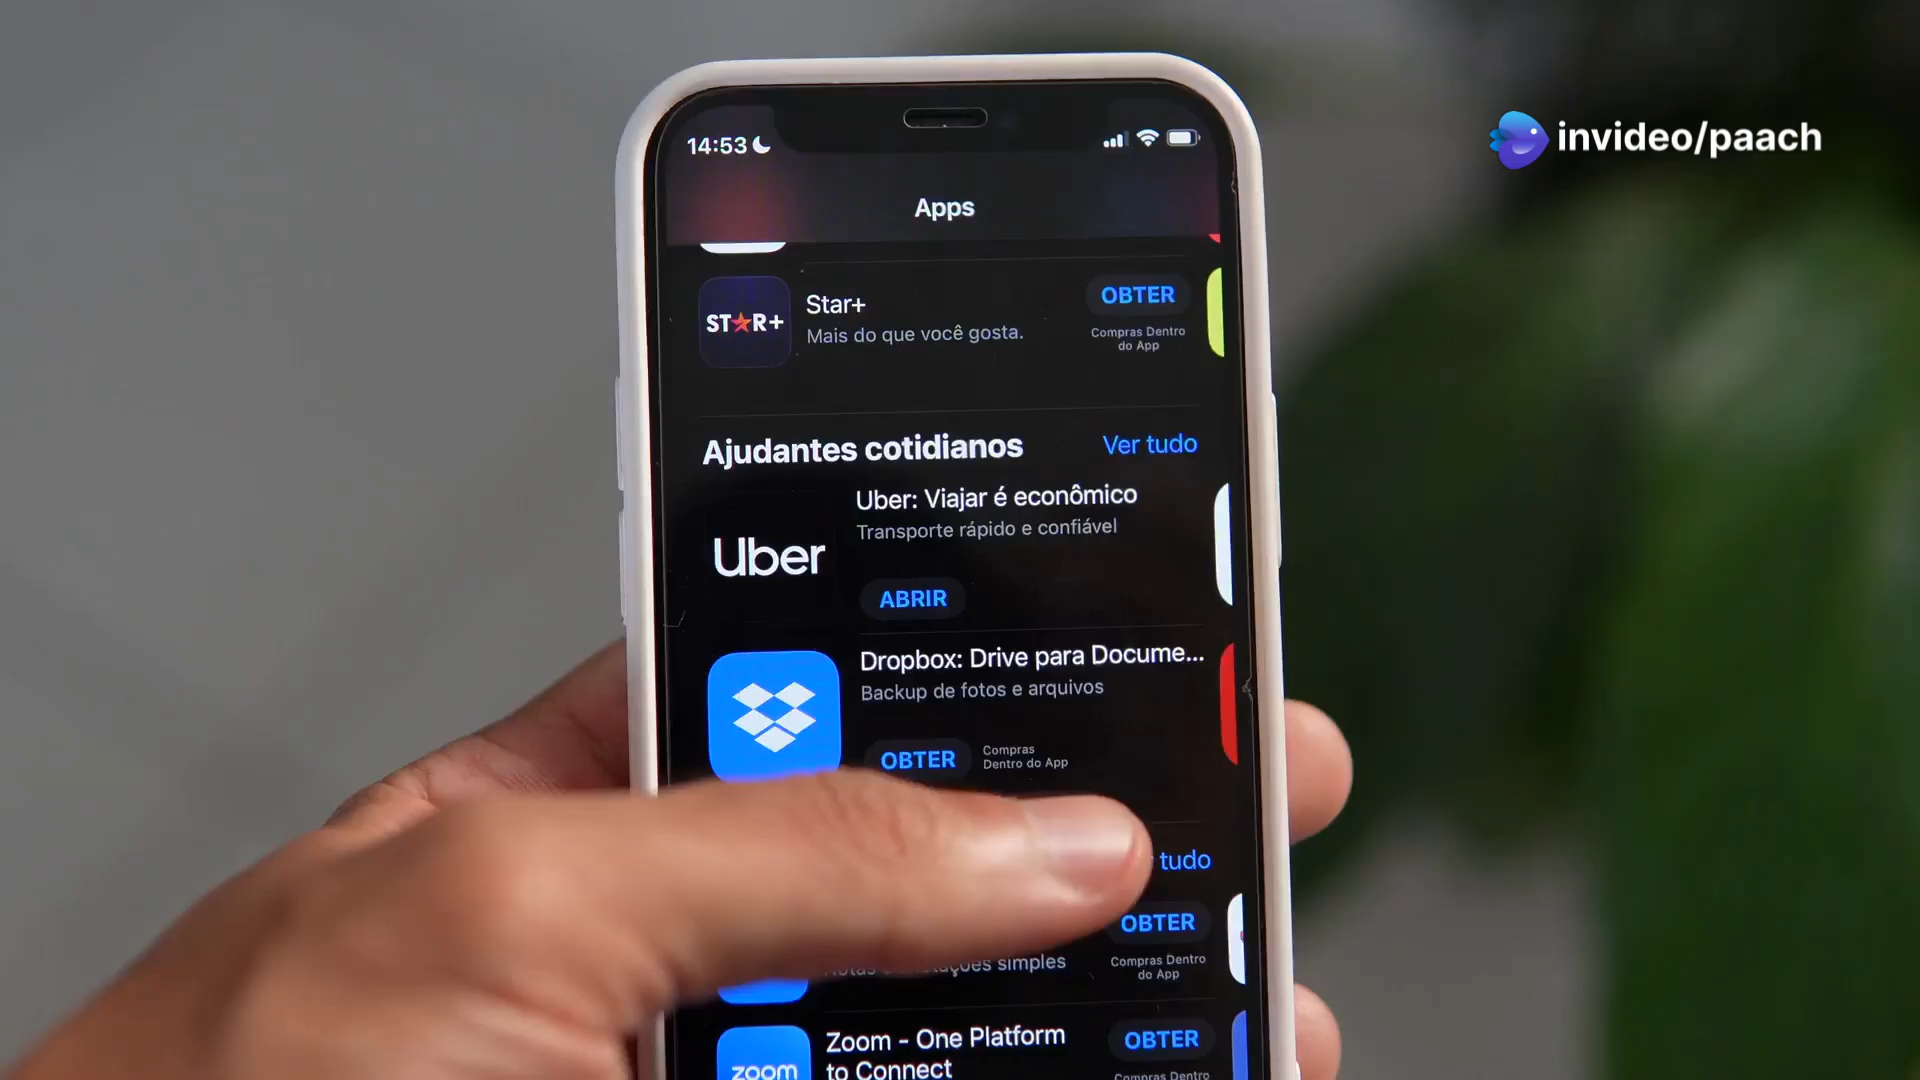 invideo/paach
14:53
Apps
ST★R+
Star+
Mais do que você gosta.
OBTER
Compras Dentro
do App
Ajudantes cotidianos
Ver tudo
Uber
Uber: Viajar é econômico
Transporte rápido e confiável
ABRIR
Dropbox: Drive para Docume...
Backup de fotos e arquivos
OBTER
Compras
Dentro do App
tudo
OBTER
simples
Compras Dentro
do App
zoom
Zoom - One Platform
to Connect
OBTER
Compras Dentro